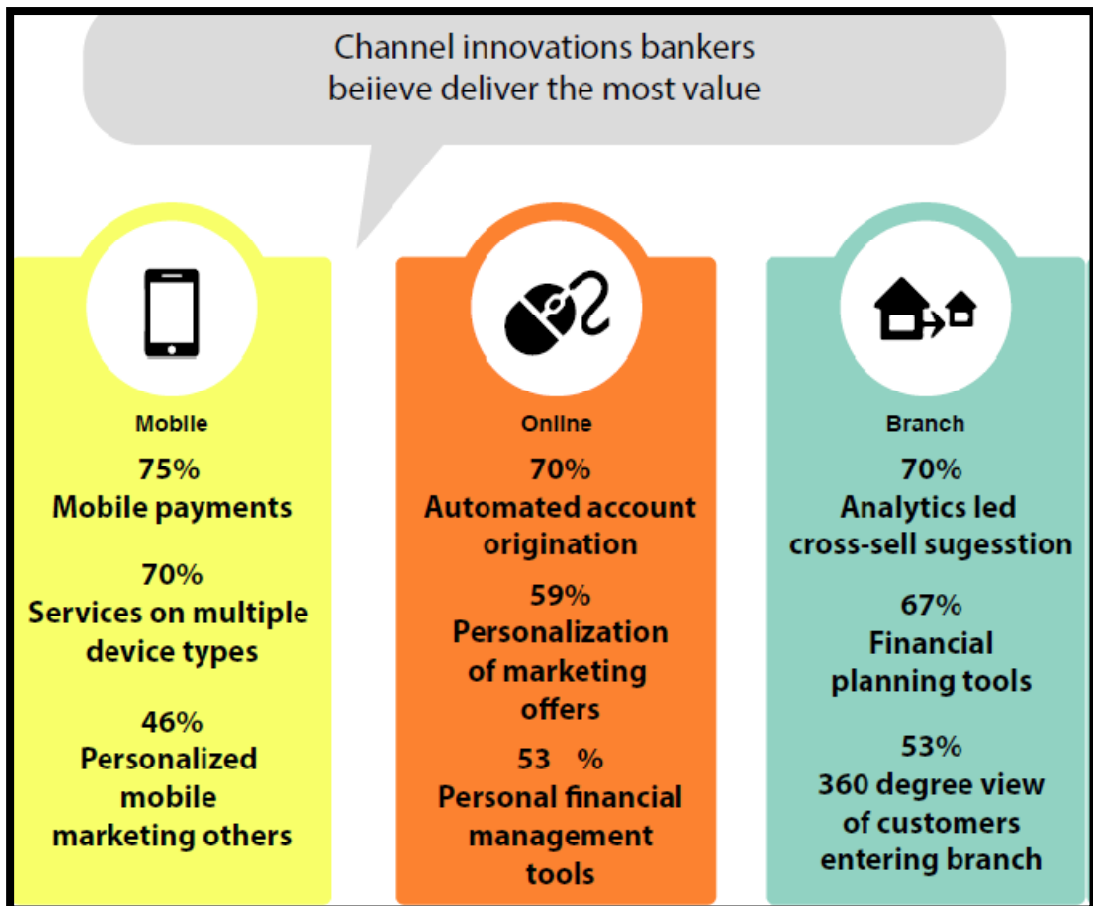 Channel innovations bankers
beiieve deliver the most value
Mobile
75%
Mobile payments
70%
Services on multiple
device types
46%
Personalized
mobile
marketing others
Online
70%
Automated account
origination
59%
Personalization
of marketing
offers
53 %
Personal financial
management
tools
Branch
70%
Analytics led
cross-sell sugesstion
67%
Financial
planning tools
53%
360 degree view
of customers
entering branch